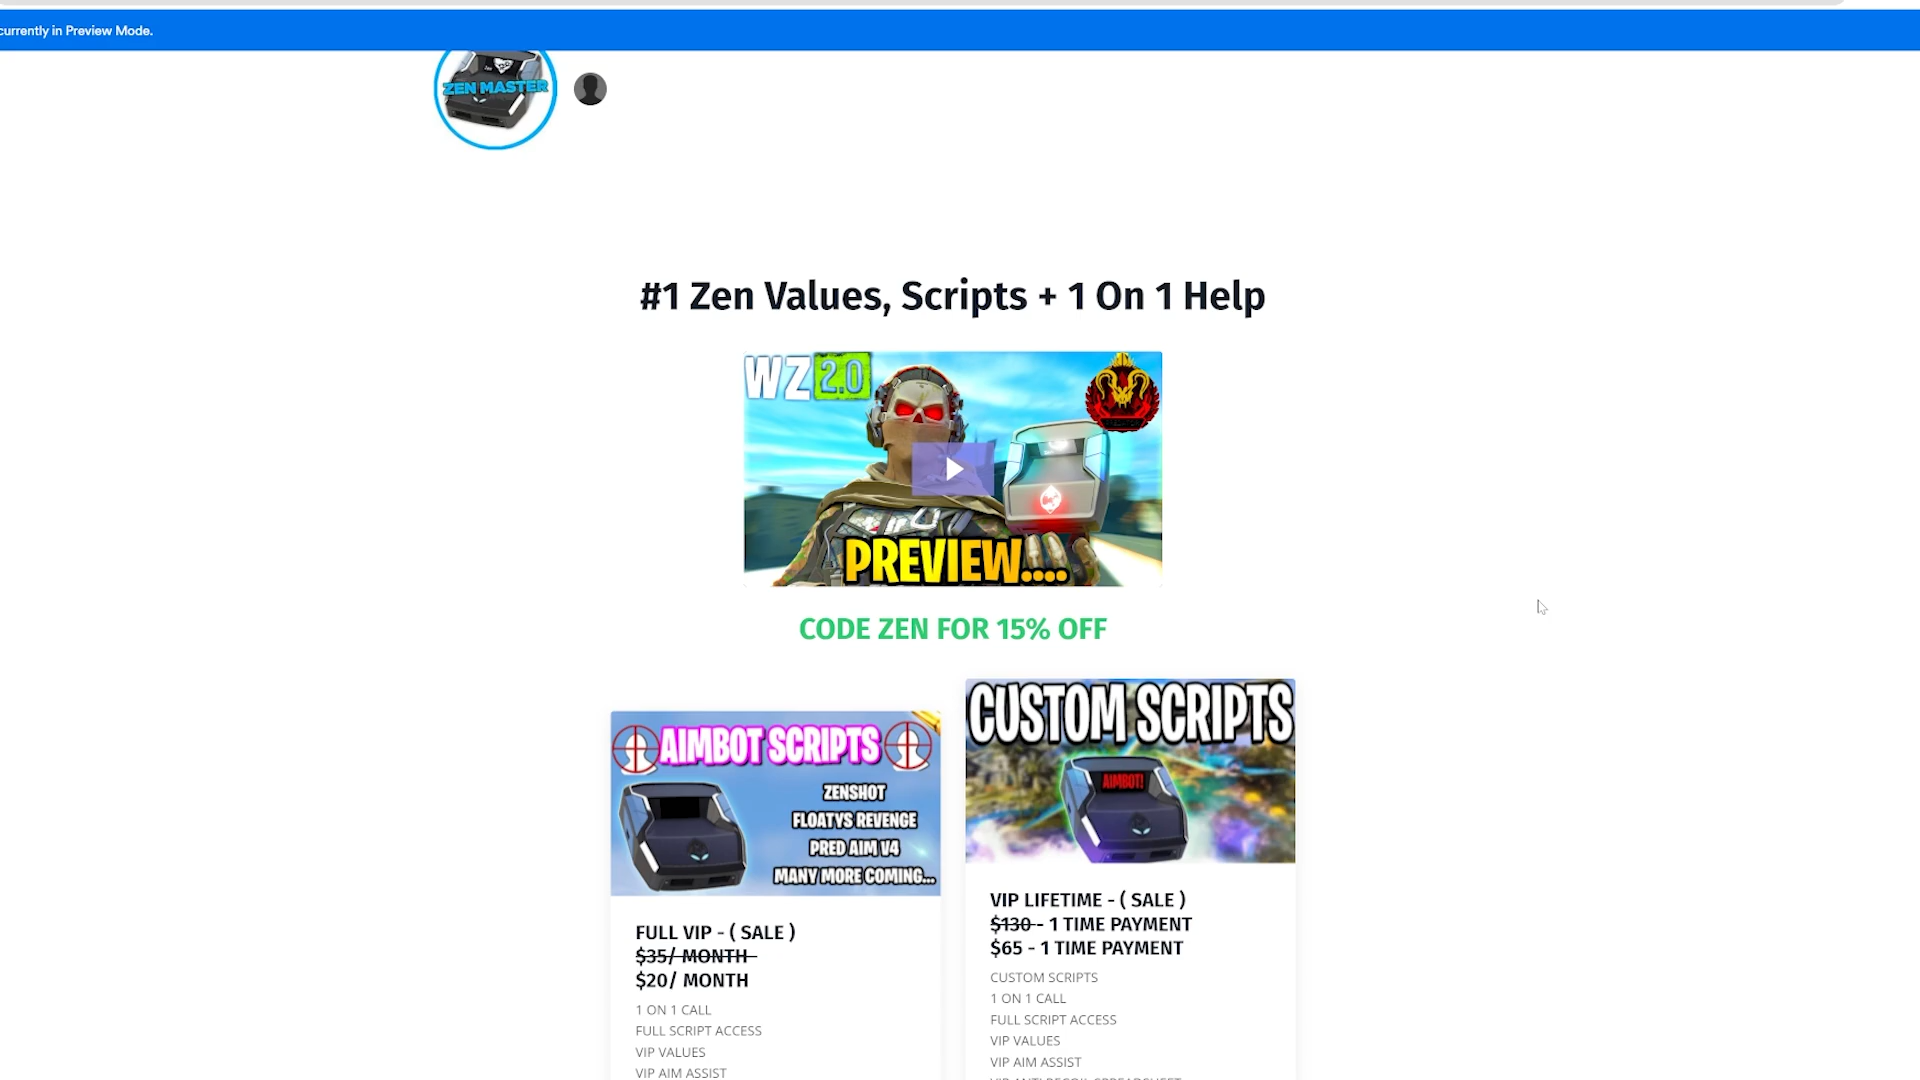 currently in Preview Mode.
ZEN MASTER
#1 Zen Values, Scripts + 1 On 1 Help
WZ 2.0
PREVIEW....
CODE ZEN FOR 15% OFF
AIMBOT SCRIPTS
ZENSHOT
FLOATYS REVENGE
PRED AIM V4
MANY MORE COMING...
FULL VIP - ( SALE )
$35/ MONTH
$20/ MONTH
1 ON 1 CALL
FULL SCRIPT ACCESS
VIP VALUES
VIP AIM ASSIST
CUSTOM SCRIPTS
AIMBOT!
VIP LIFETIME - ( SALE )
$130 - 1 TIME PAYMENT
$65 - 1 TIME PAYMENT
CUSTOM SCRIPTS
1 ON 1 CALL
FULL SCRIPT ACCESS
VIP VALUES
VIP AIM ASSIST
VIP ANTI RECOIL SPREADSHEET